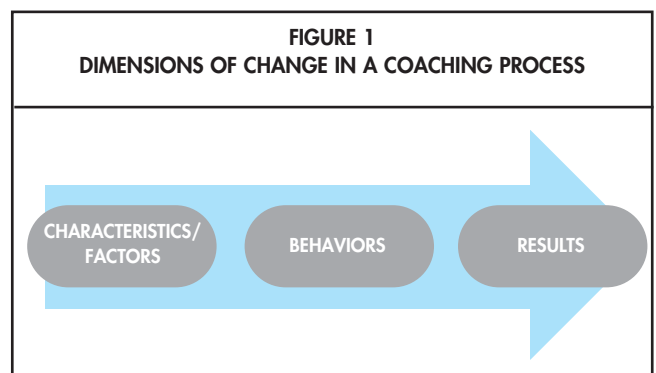 FIGURE 1
DIMENSIONS OF CHANGE IN A COACHING PROCESS
CHARACTERISTICS/
FACTORS
BEHAVIORS
RESULTS